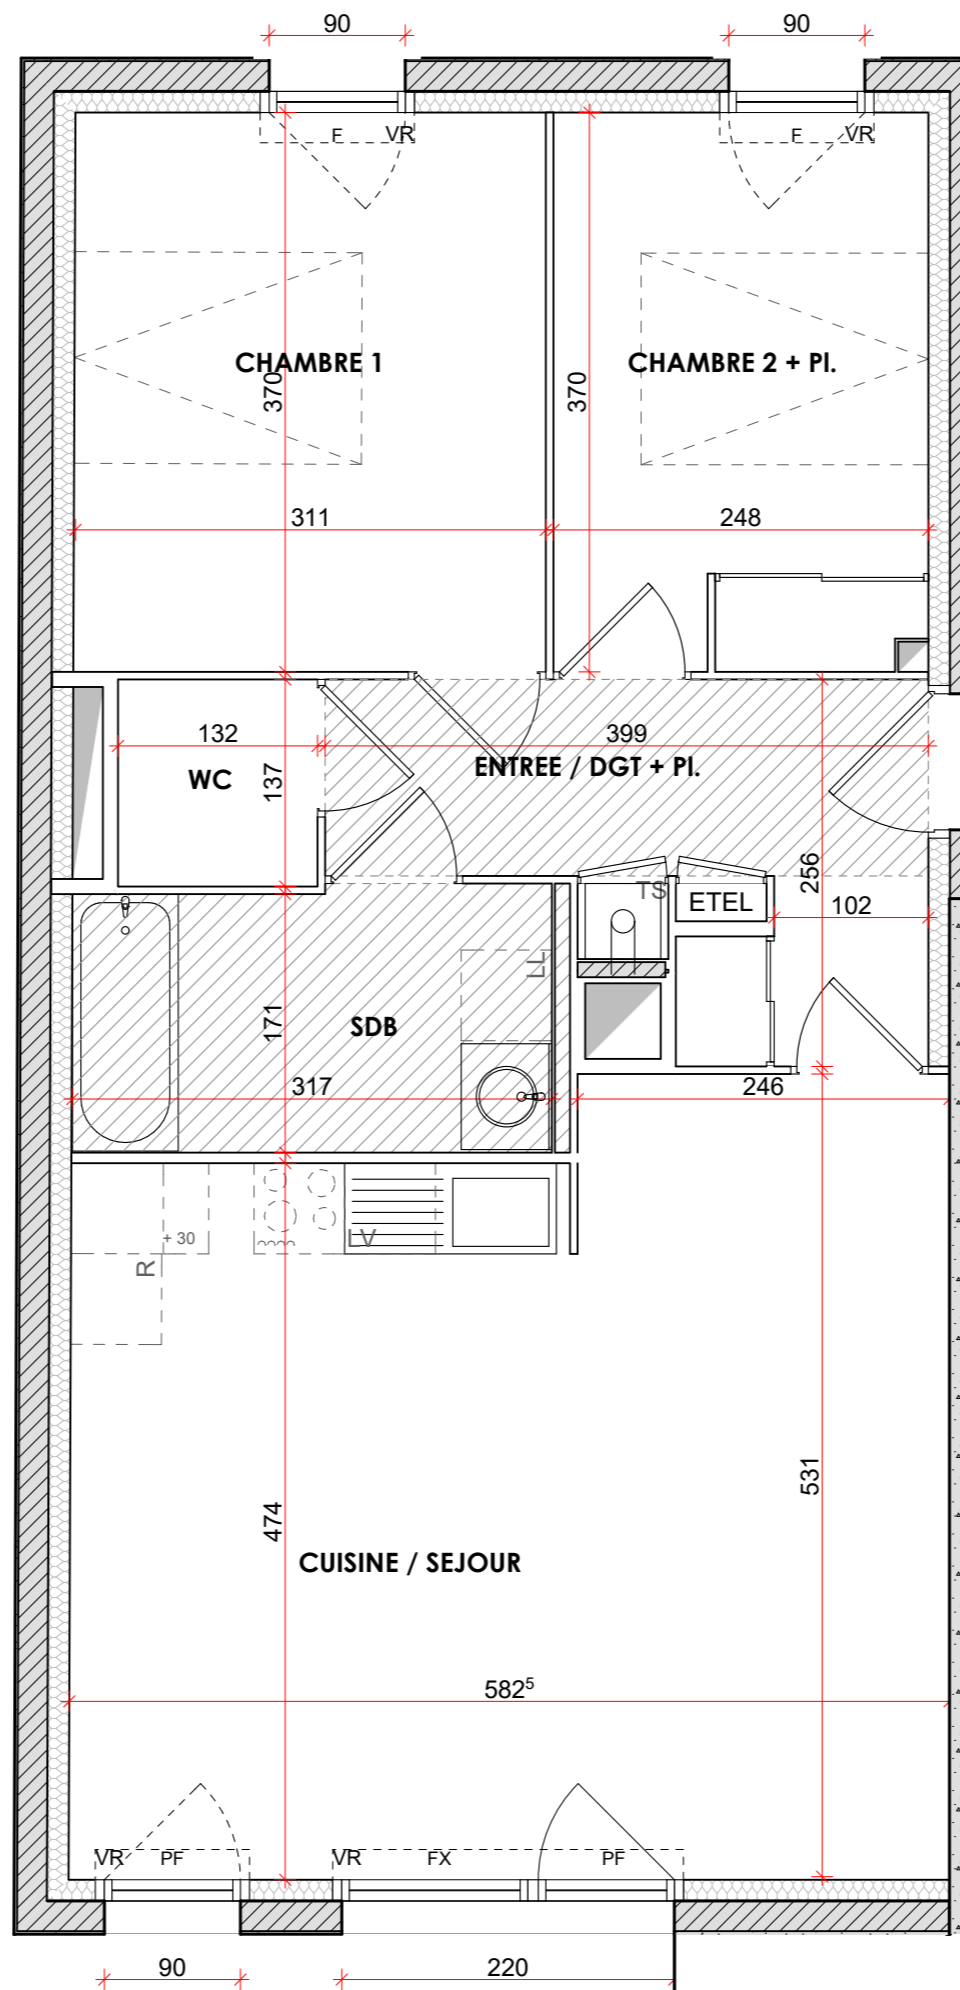 90
90
F
VR
F
VR
CHAMBRE 1
CHAMBRE 2 + Pl.
370
370
311
248
132
399
WC
137
ENTREE / DGT + Pl.
256
TS
ETEL
102
LL
171
SDB
317
246
+ 30
LV
R
531
474
CUISINE / SEJOUR
582⁵
VR
PF
VR
FX
PF
90
220